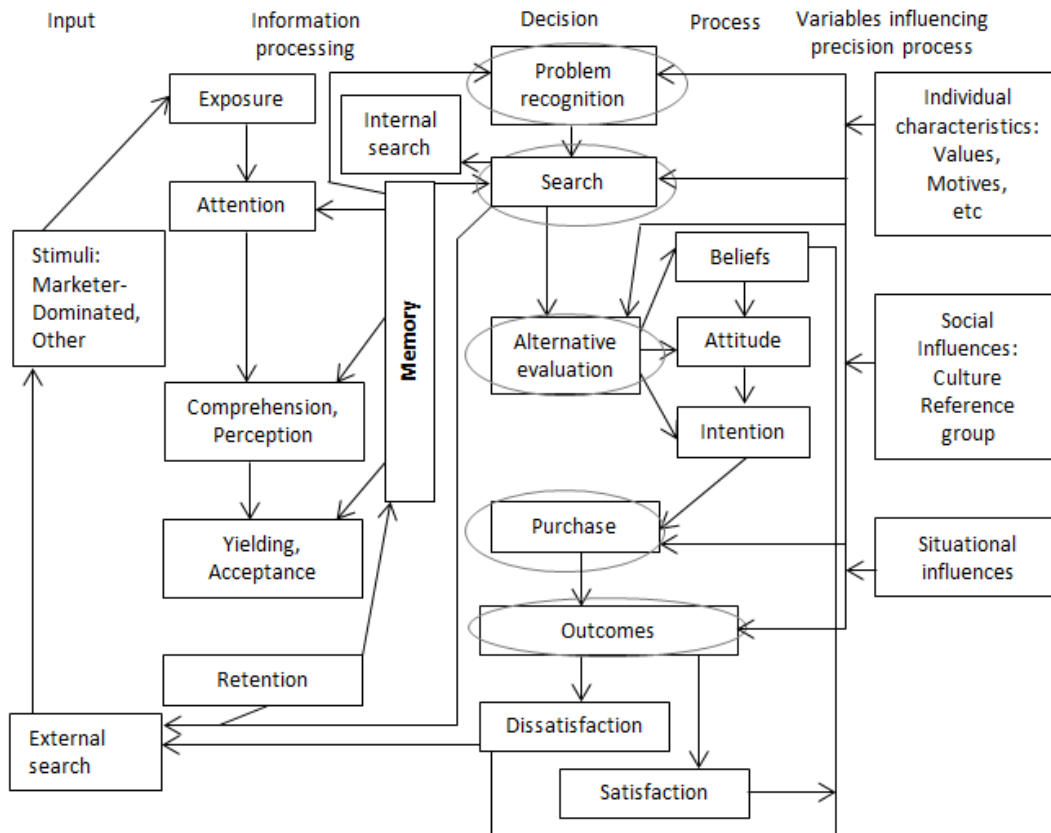 Input
Information
processing
Decision
Process
Variables influencing
precision process
Problem
recognition
Exposure
Internal
search
Individual
characteristics:
Values,
Motives,
etc
Search
Attention
Stimuli:
Marketer-
Dominated,
Other
Beliefs
Memory
Alternative
evaluation
Attitude
Social
Influences:
Culture
Reference
group
Comprehension,
Perception
Intention
Purchase
Yielding,
Acceptance
Situational
influences
Outcomes
Retention
Dissatisfaction
External
search
Satisfaction